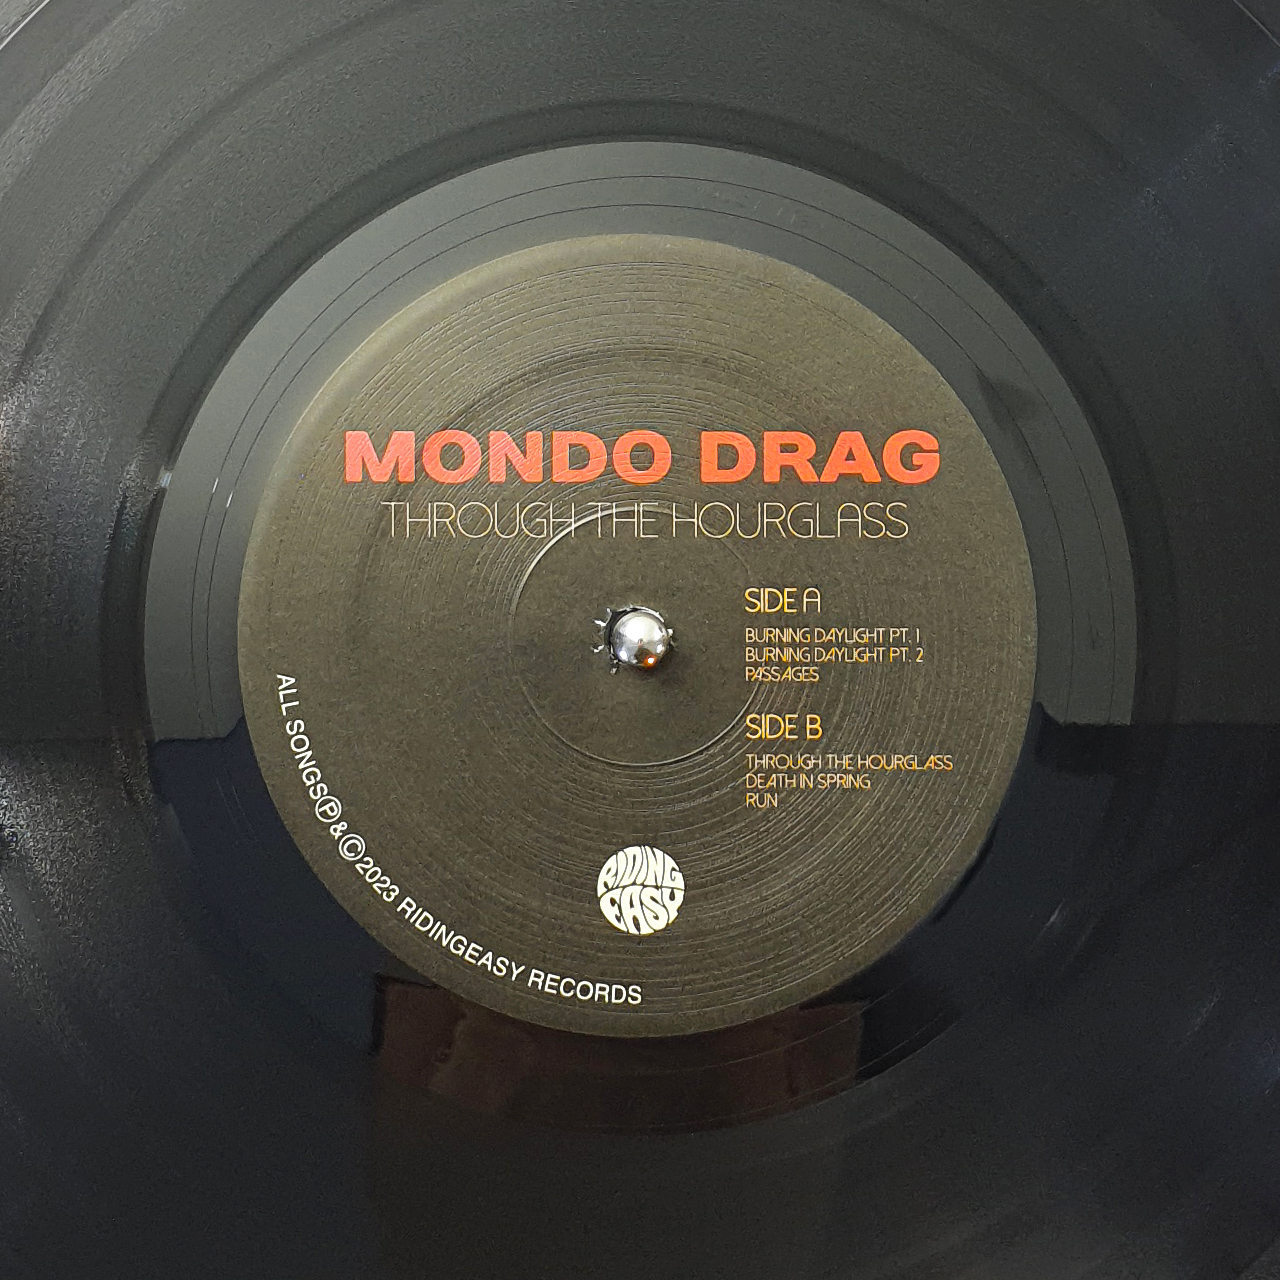 MONDO DRAG
THROUGH THE HOURGLASS
SIDE A
BURNING DAYLIGHT PT. 1
BURNING DAYLIGHT PT. 2
PASSAGES
SIDE B
THROUGH THE HOURGLASS
DEATH IN SPRING
RUN
RIDING
EASY
ALL SONGS Ⓟ & Ⓒ 2023 RIDINGEASY RECORDS